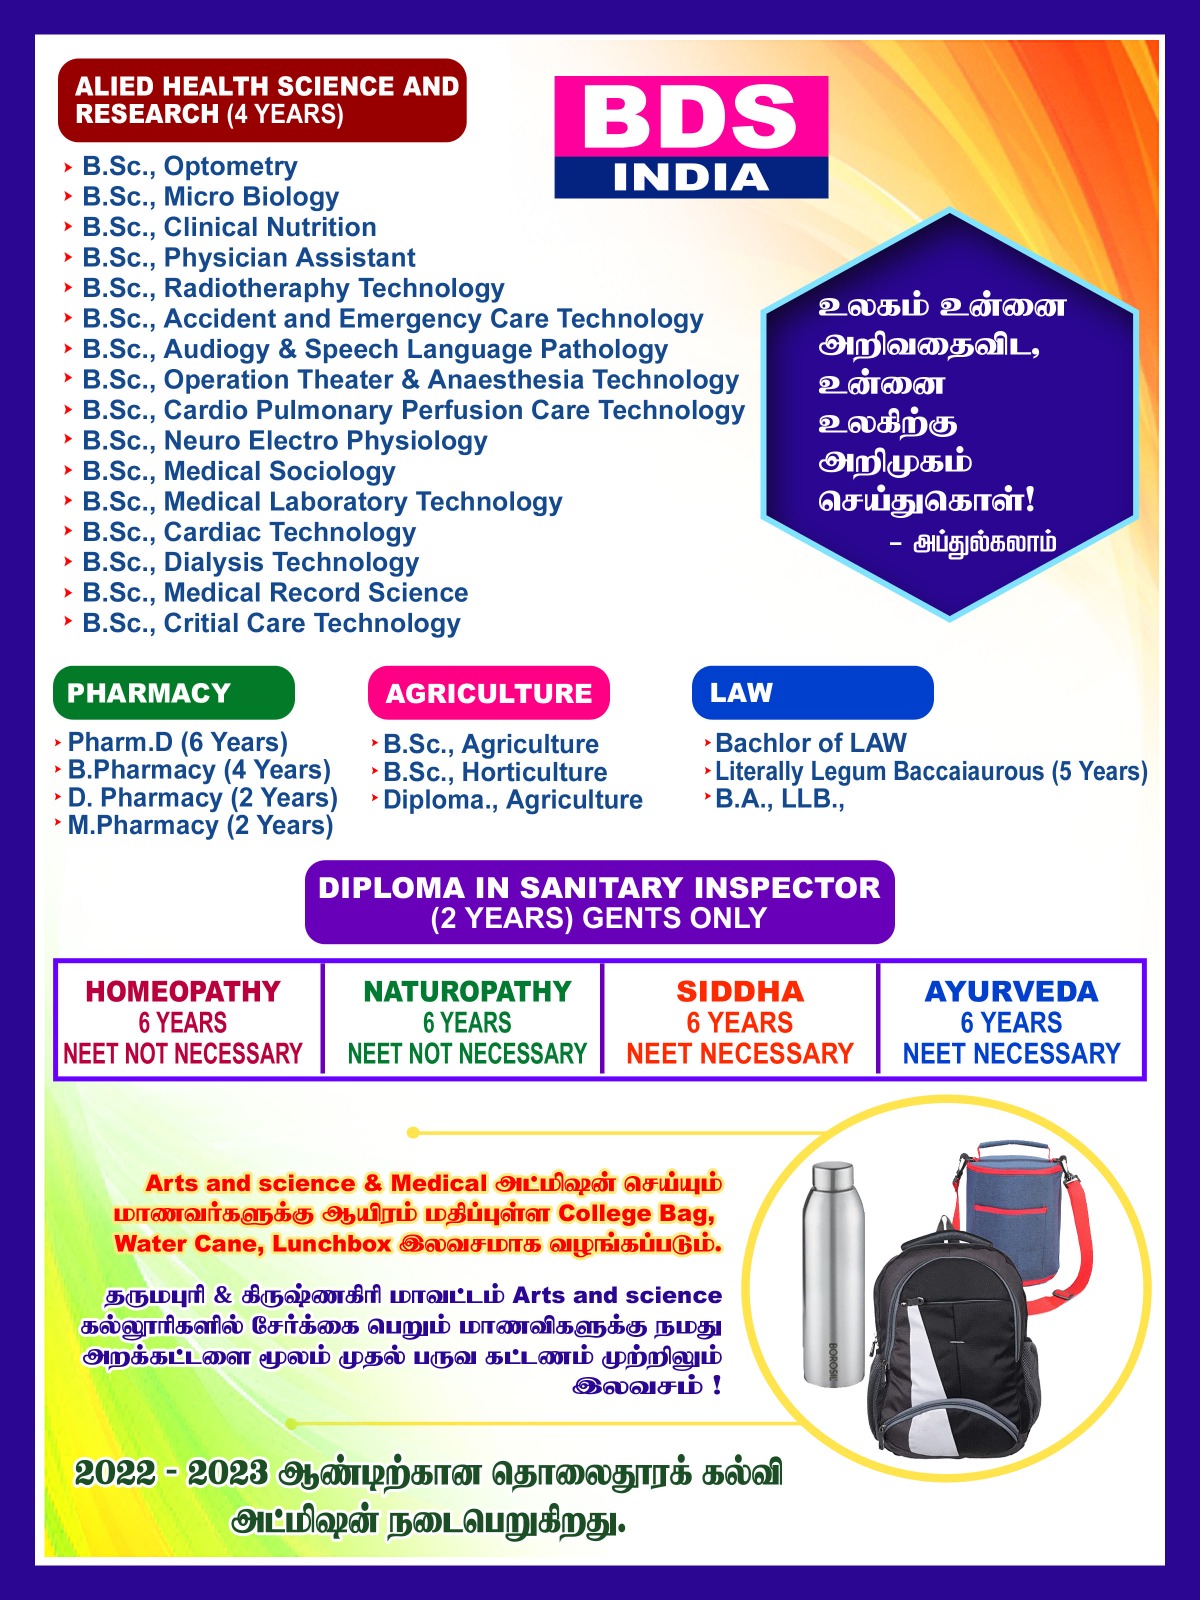 ALIED HEALTH SCIENCE AND
RESEARCH (4 YEARS)
B.Sc., Optometry
B.Sc., Micro Biology
B.Sc., Clinical Nutrition
B.Sc., Physician Assistant
B.Sc., Radiotheraphy Technology
B.Sc., Accident and Emergency Care Technology
B.Sc., Audiogy & Speech Language Pathology
B.Sc., Operation Theater & Anaesthesia Technology
B.Sc., Cardio Pulmonary Perfusion Care Technology
B.Sc., Neuro Electro Physiology
B.Sc., Medical Sociology
B.Sc., Medical Laboratory Technology
B.Sc., Cardiac Technology
B.Sc., Dialysis Technology
B.Sc., Medical Record Science
B.Sc., Critial Care Technology
BDS
INDIA
உலகம் உன்னை
அறிவதைவிட,
உன்னை
உலகிற்கு
அறிமுகம்
செய்துகொள்!
- அப்துல்கலாம்
PHARMACY
Pharm.D (6 Years)
B.Pharmacy (4 Years)
D. Pharmacy (2 Years)
M.Pharmacy (2 Years)
AGRICULTURE
B.Sc., Agriculture
B.Sc., Horticulture
Diploma., Agriculture
LAW
Bachlor of LAW
Literally Legum Baccaiaurous (5 Years)
B.A., LLB.,
DIPLOMA IN SANITARY INSPECTOR
(2 YEARS) GENTS ONLY
HOMEOPATHY
6 YEARS
NEET NOT NECESSARY
NATUROPATHY
6 YEARS
NEET NOT NECESSARY
SIDDHA
6 YEARS
NEET NECESSARY
AYURVEDA
6 YEARS
NEET NECESSARY
Arts and science & Medical அட்மிஷன் செய்யும்
மாணவர்களுக்கு ஆயிரம் மதிப்புள்ள College Bag,
Water Cane, Lunchbox இலவசமாக வழங்கப்படும்.
தருமபுரி & கிருஷ்ணகிரி மாவட்டம் Arts and science
கல்லூரிகளில் சேர்க்கை பெறும் மாணவிகளுக்கு நமது
அறக்கட்டளை மூலம் முதல் பருவ கட்டணம் முற்றிலும்
இலவசம் !
BOROSIL
2022 - 2023 ஆண்டிற்கான தொலைதூரக் கல்வி
அட்மிஷன் நடைபெறுகிறது.